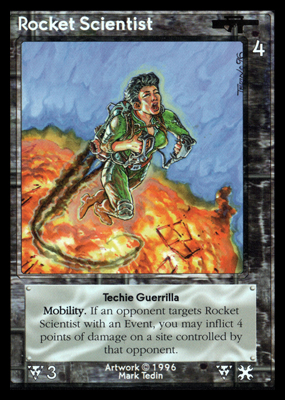 Rocket Scientist
4
Techie Guerrilla
Mobility. If an opponent targets Rocket
Scientist with an Event, you may inflict 4
points of damage on a site controlled by
that opponent.
3
Artwork © 1996
Mark Tedin